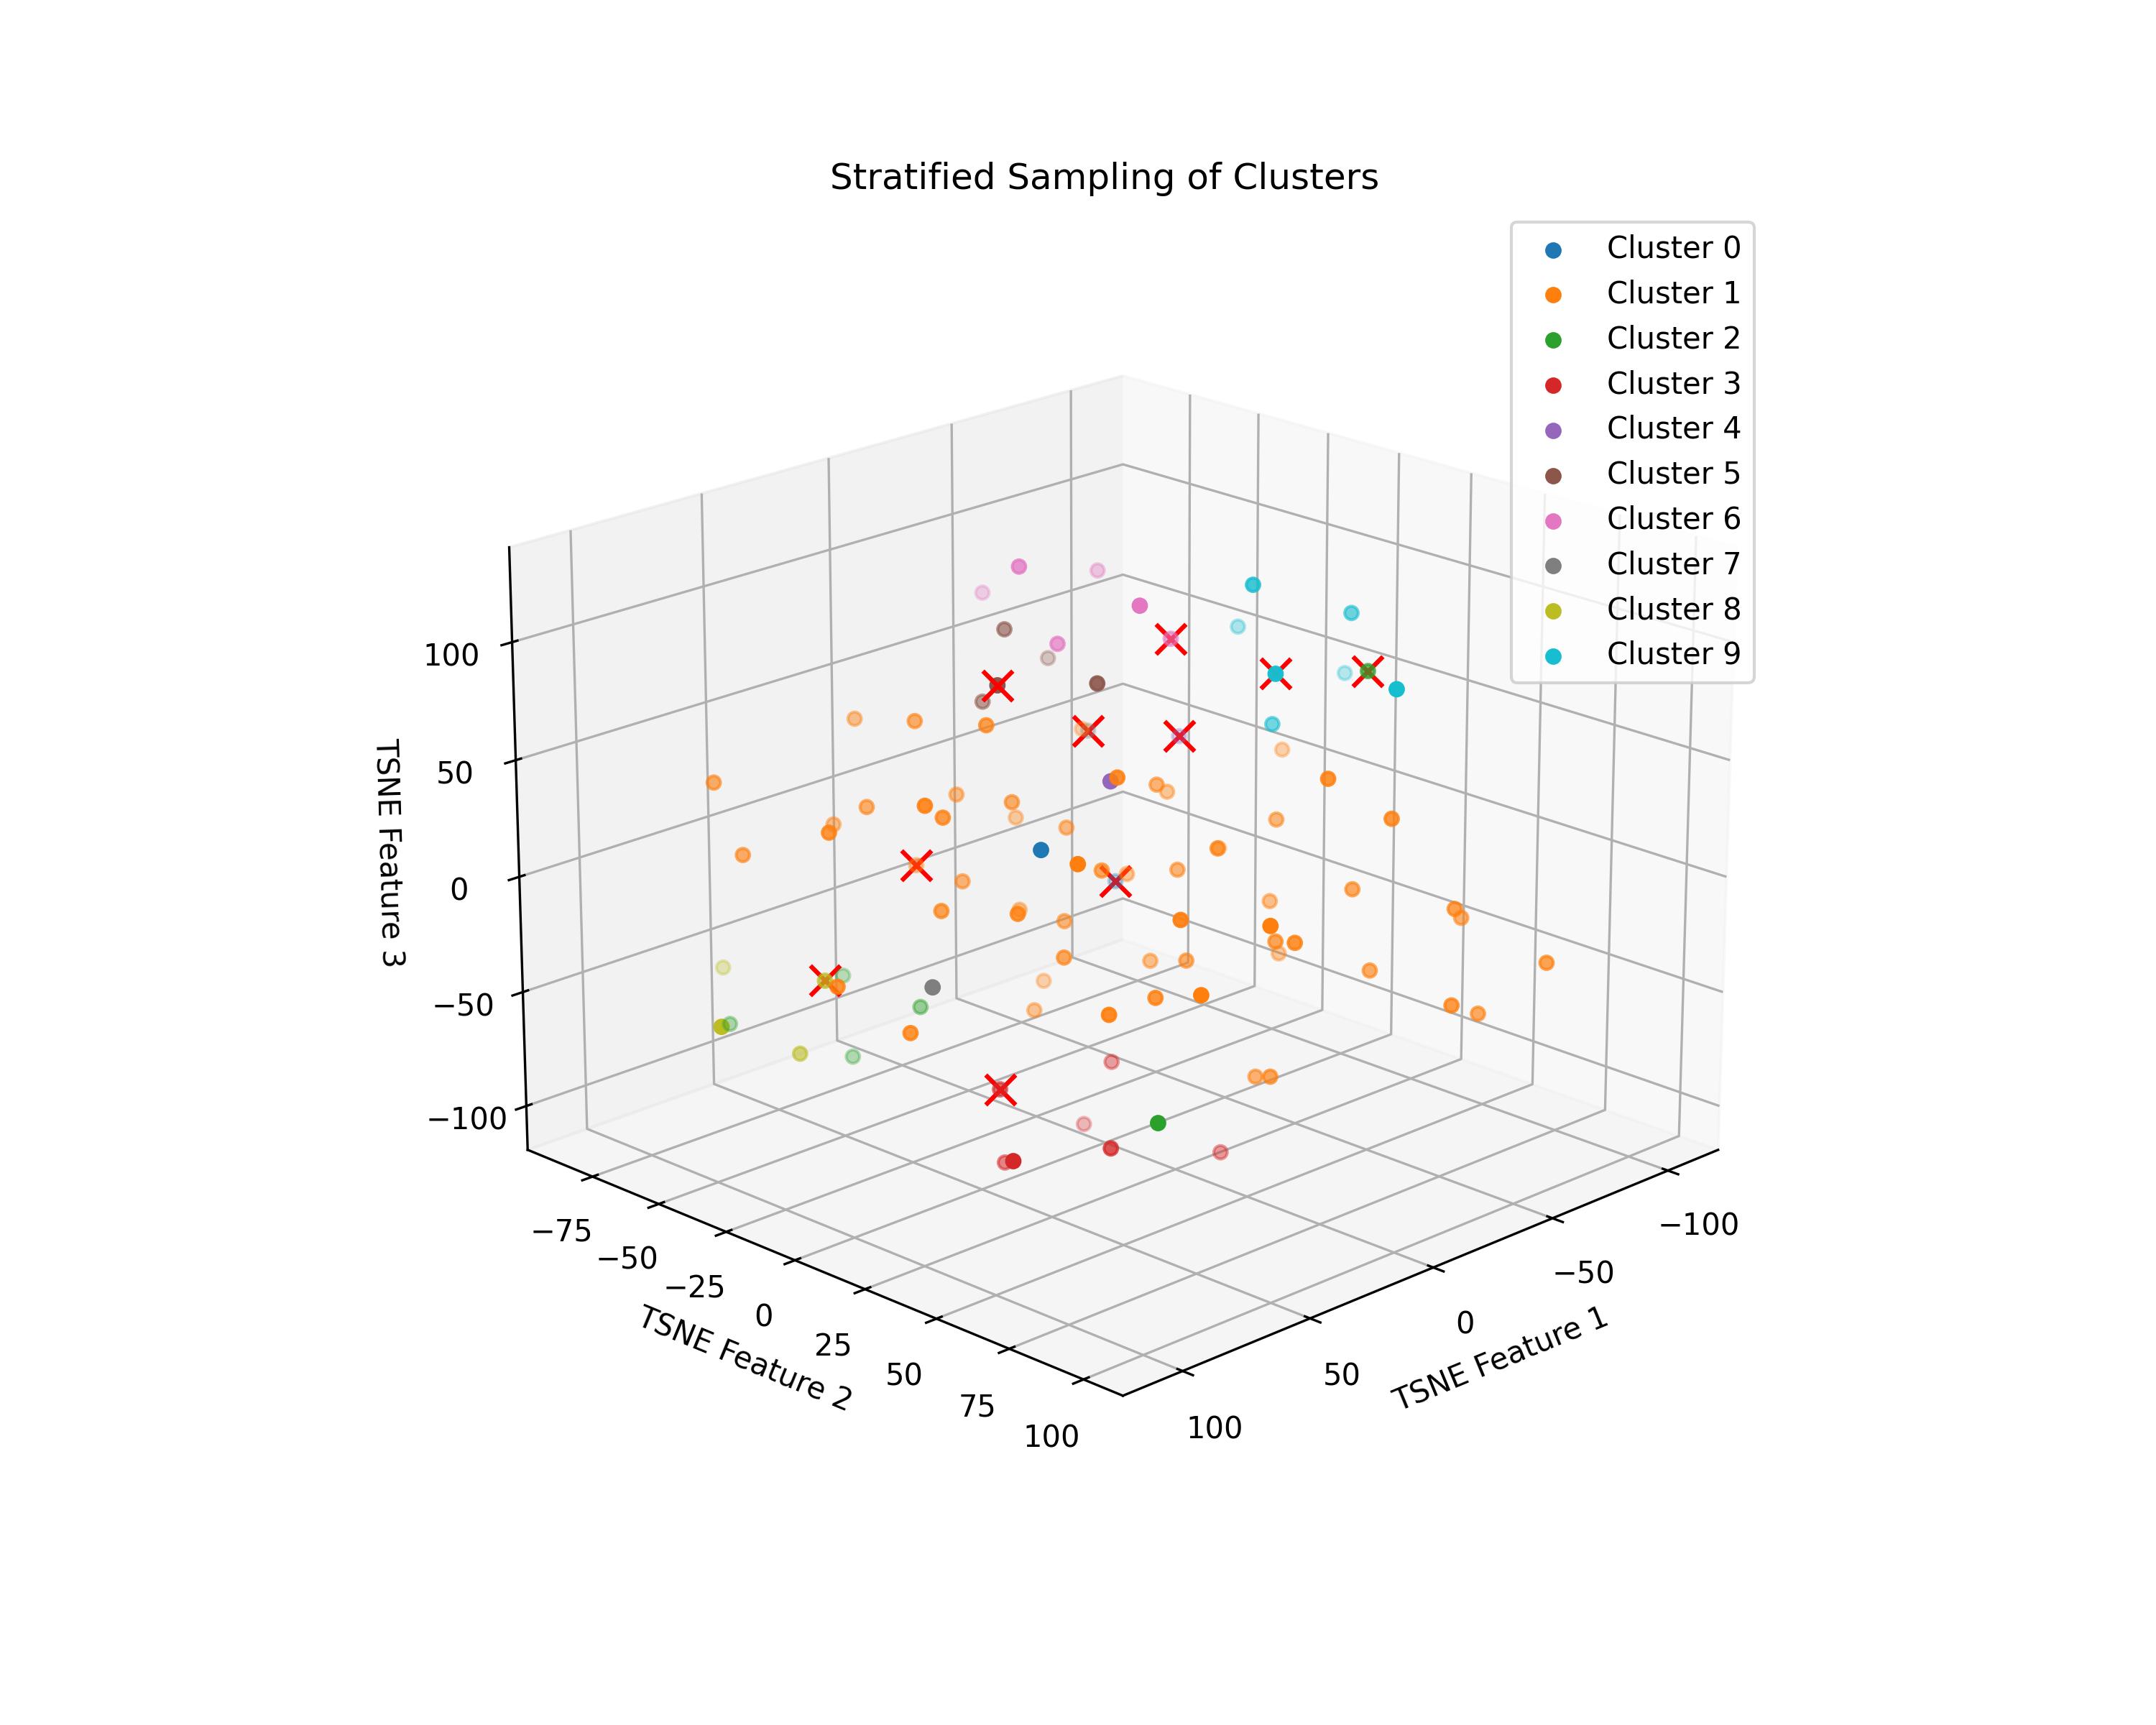 Stratified Sampling of Clusters
Cluster 0
Cluster 1
Cluster 2
Cluster 3
Cluster 4
Cluster 5
Cluster 6
Cluster 7
Cluster 8
Cluster 9
100
50
0
−50
−100
TSNE Feature 3
−75
−50
−25
0
25
50
75
100
TSNE Feature 2
−100
−50
0
50
100
TSNE Feature 1